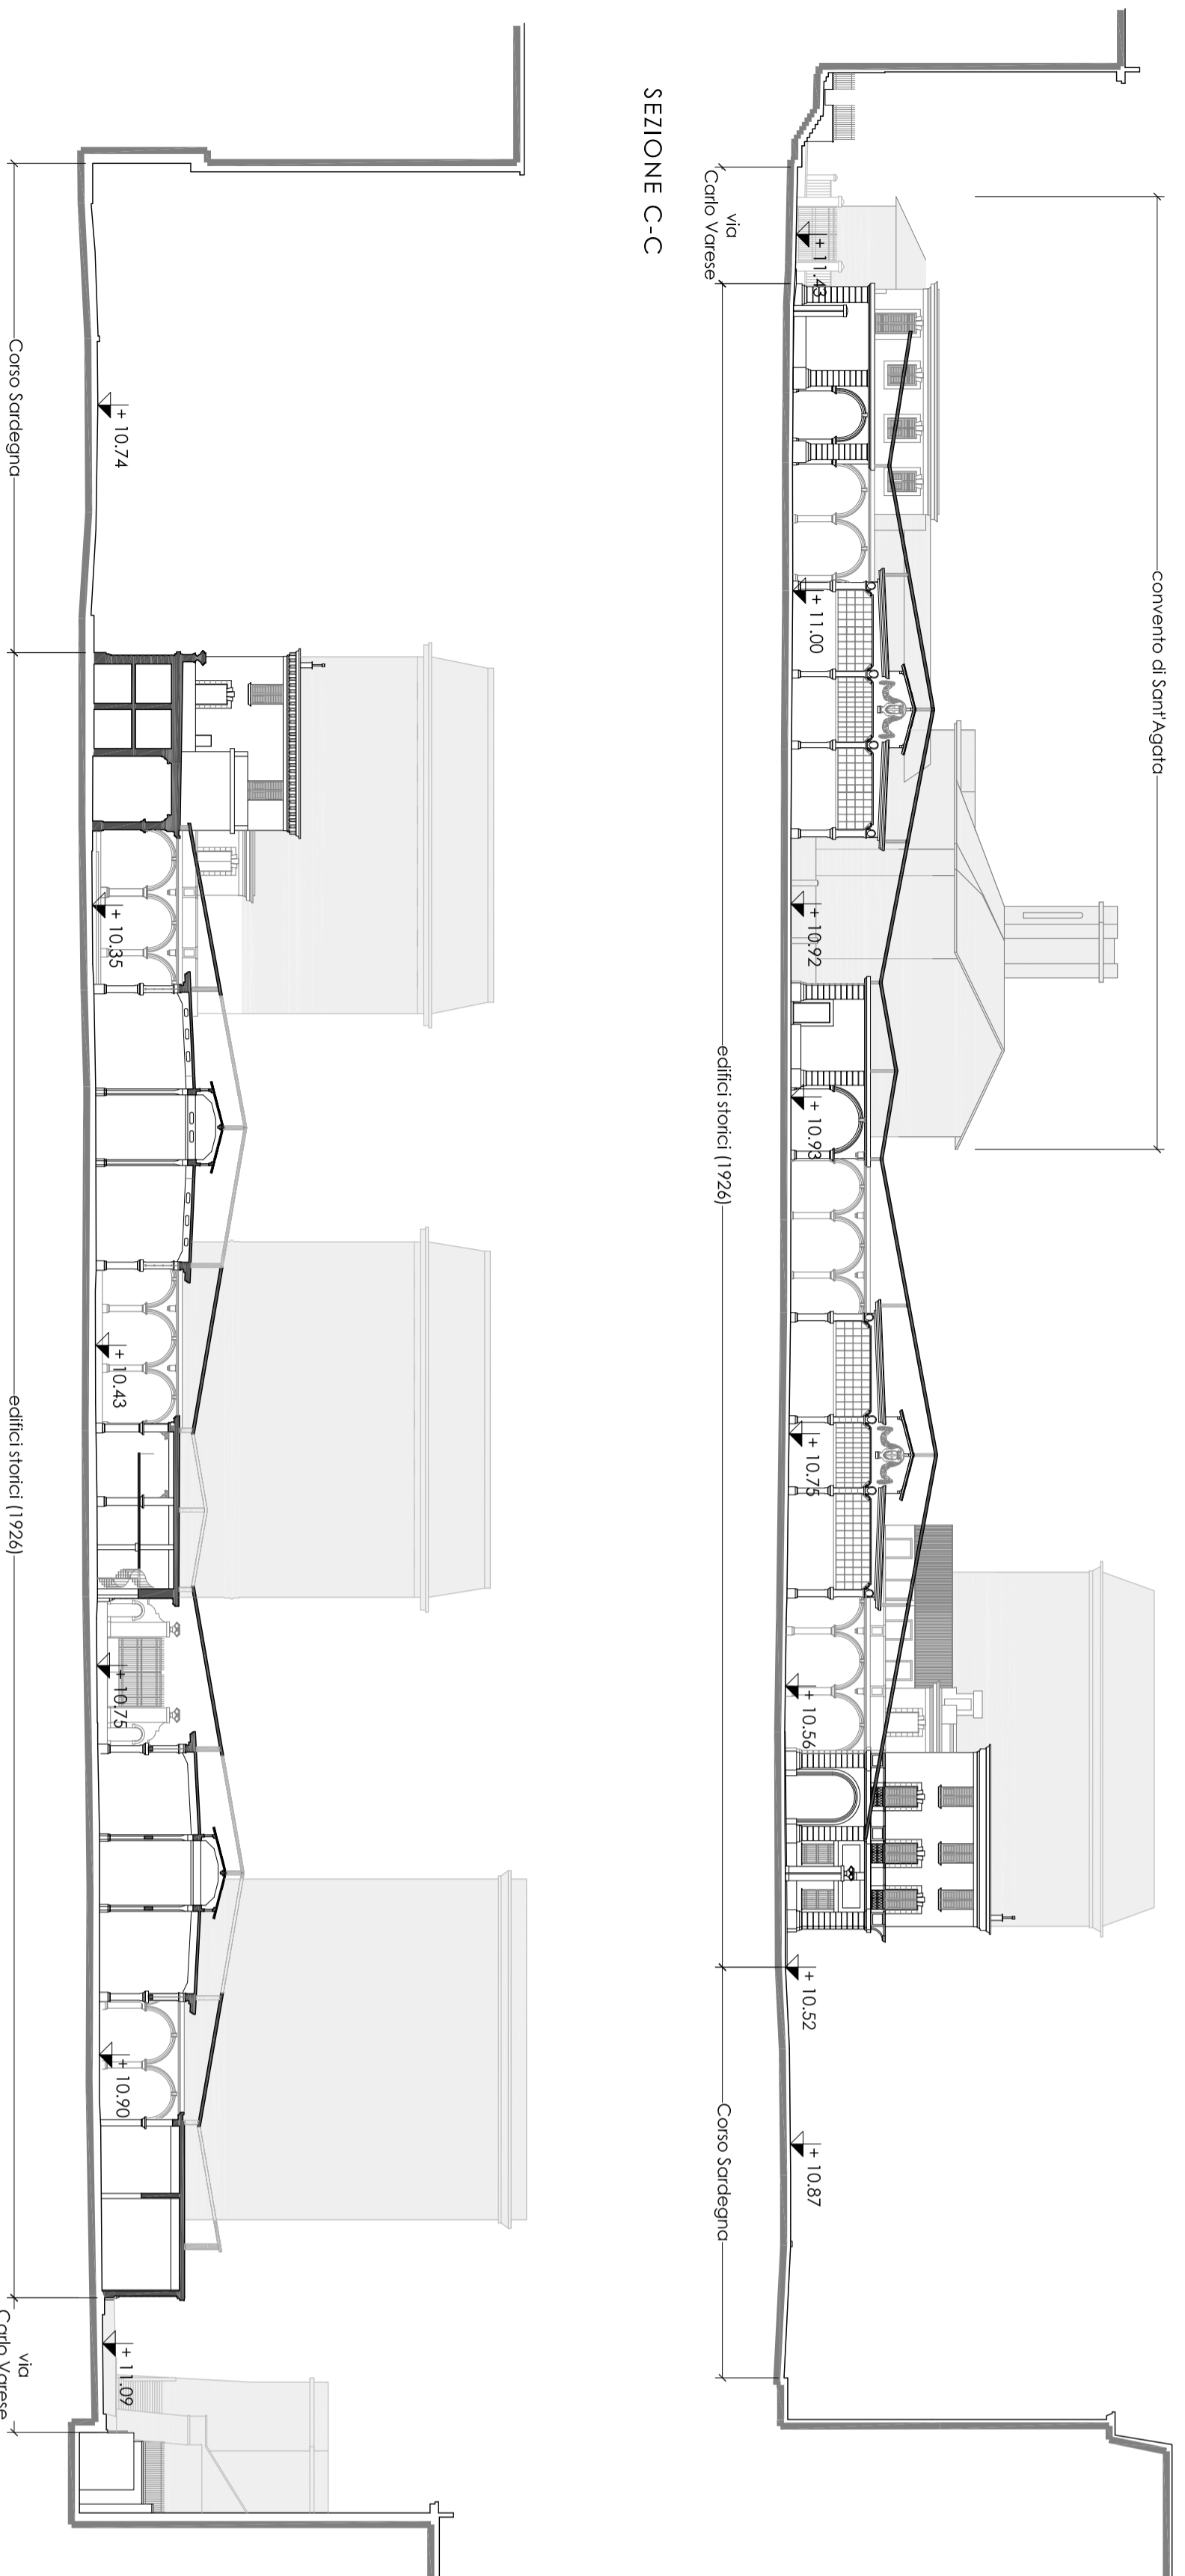 convento di Sant'Agata
+ 11.43
+ 11.00
+ 10.92
+ 10.93
+ 10.75
+ 10.56
+ 10.52
+ 10.87
via
Carlo Varese
edifici storici (1926)
Corso Sardegna
SEZIONE C-C
+ 10.74
+ 10.35
+ 10.43
+ 10.75
+ 10.90
+ 11.09
Corso Sardegna
edifici storici (1926)
via
Carlo Varese